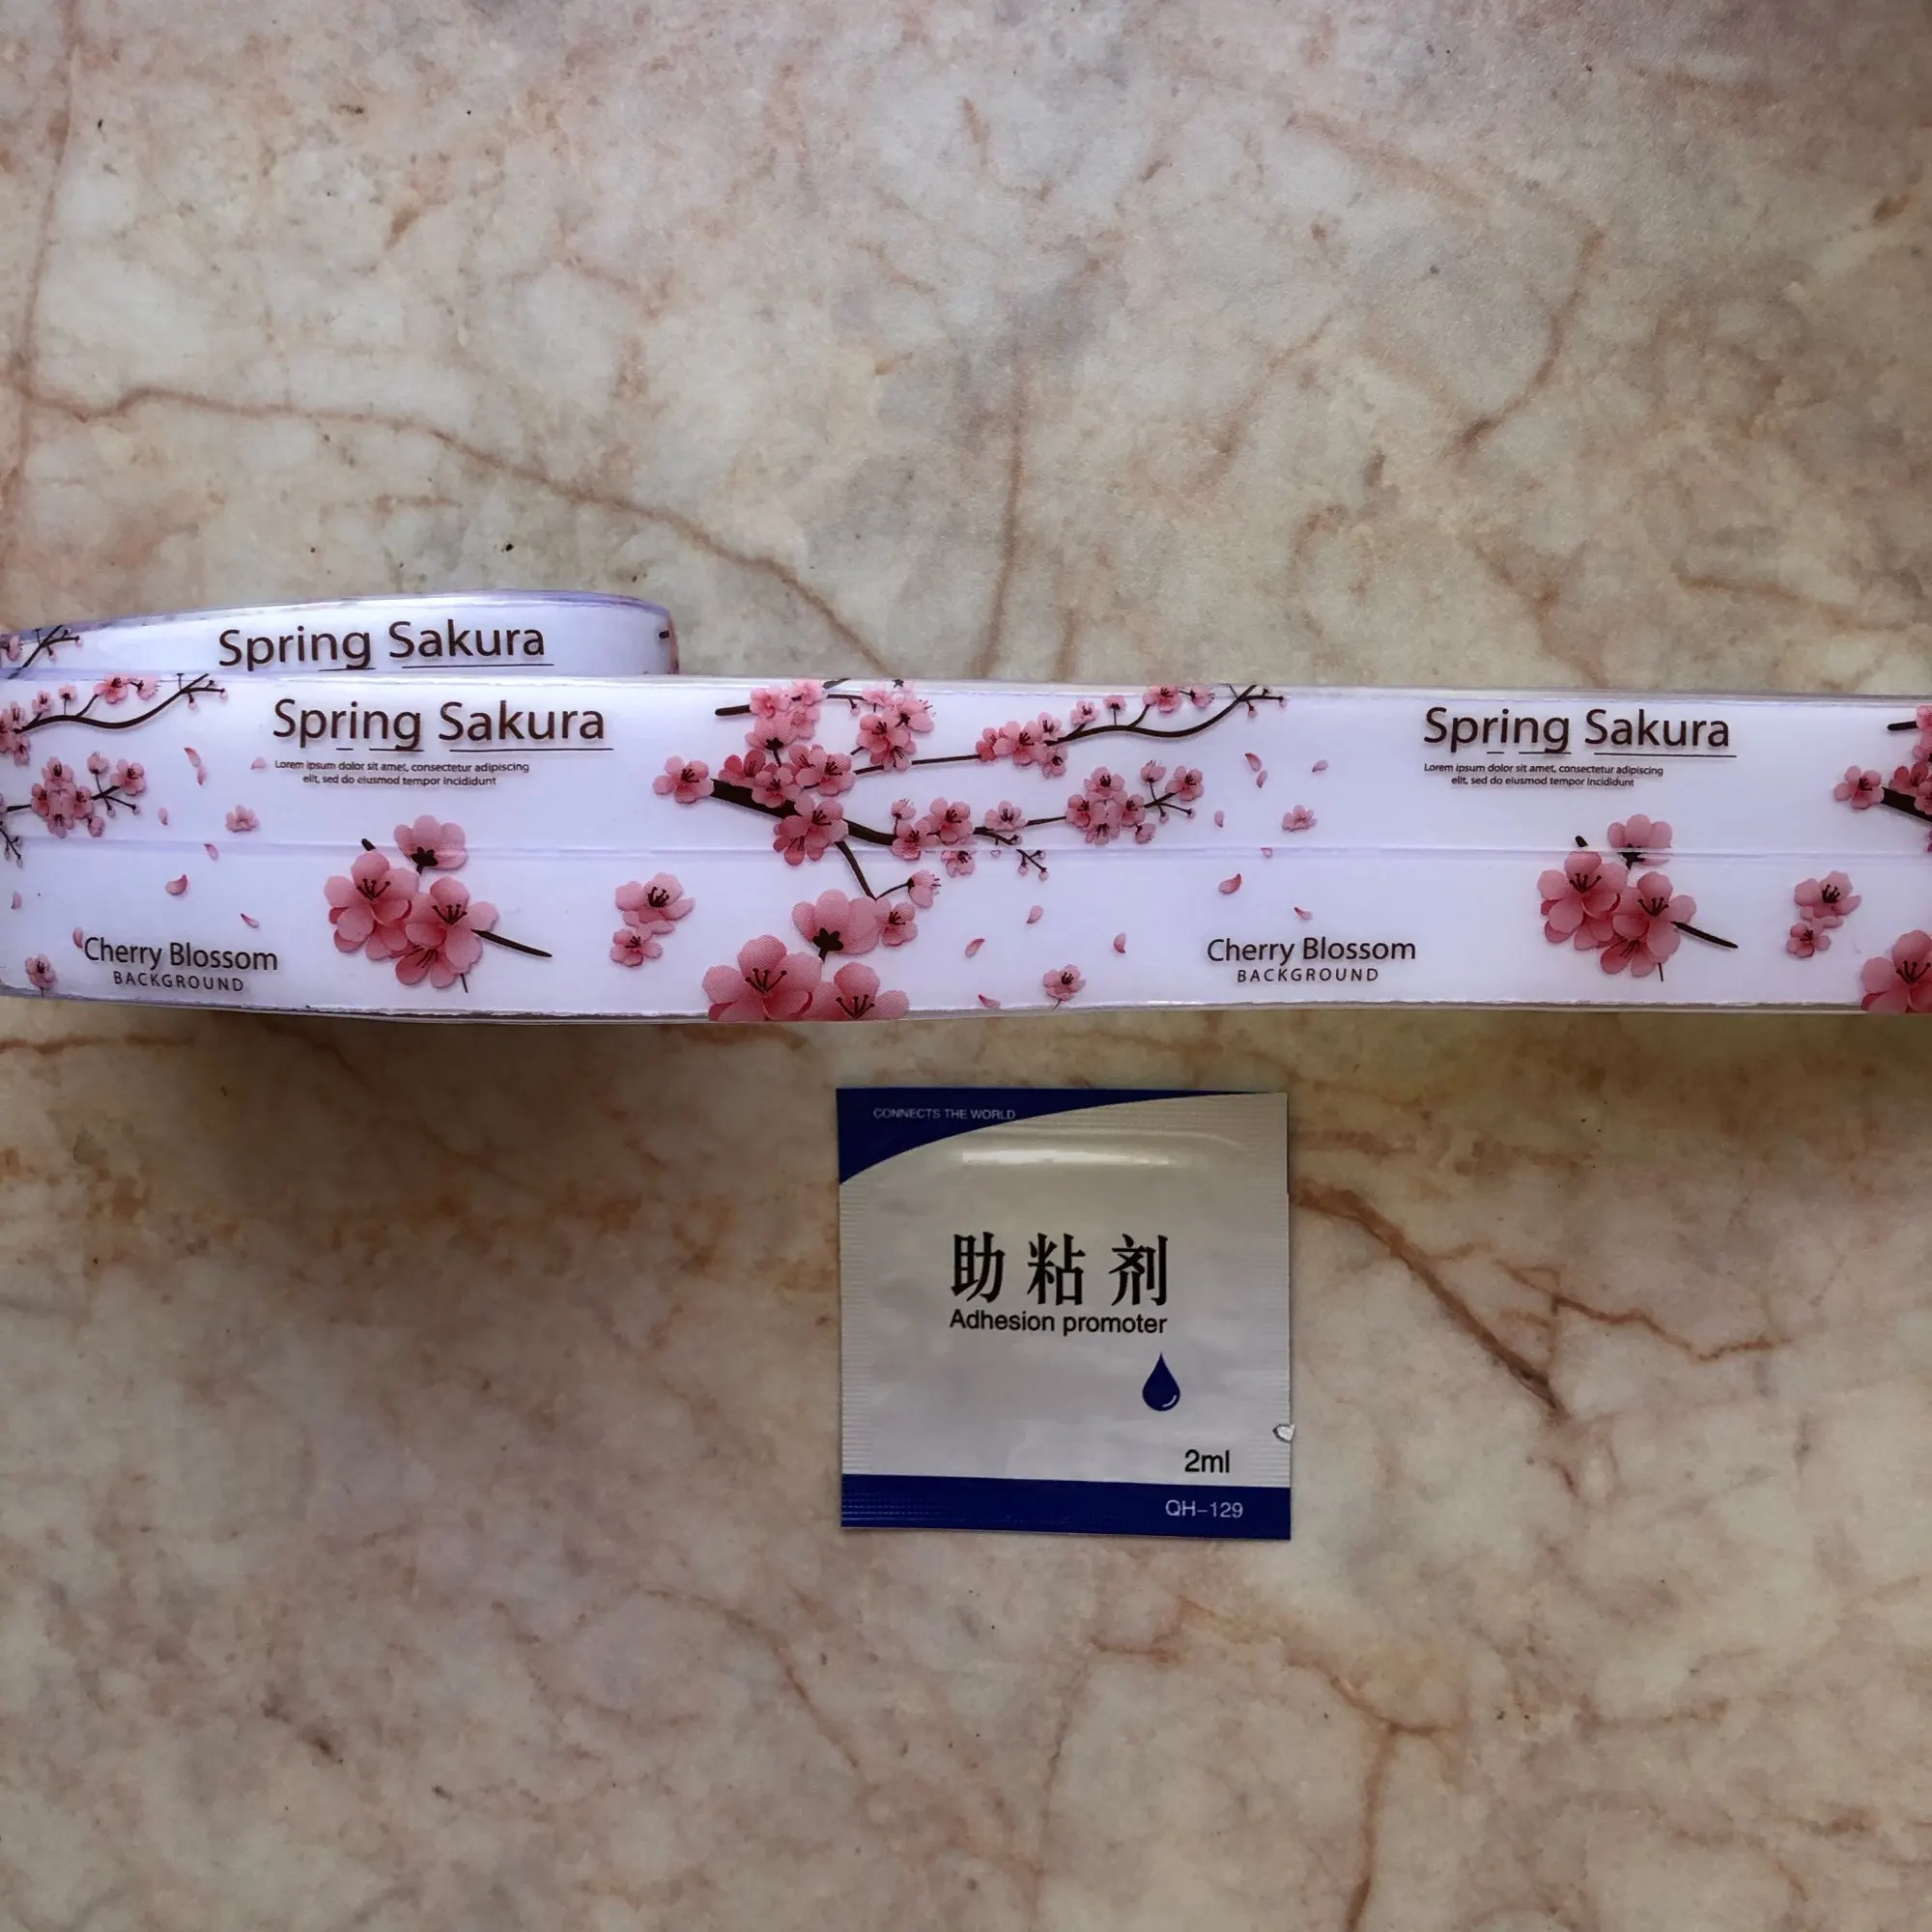 Spring Sakura
Spring Sakura
Lorem ipsum dolor sit amet, consectetur adipiscing
elit, sed do eiusmod tempor incididunt
Spring Sakura
Lorem ipsum dolor sit amet, consectetur adipiscing
elit, sed do eiusmod tempor incididunt
Cherry Blossom
BACKGROUND
Cherry Blossom
BACKGROUND
CONNECTS THE WORLD
助粘剂
Adhesion promoter
2ml
QH-129